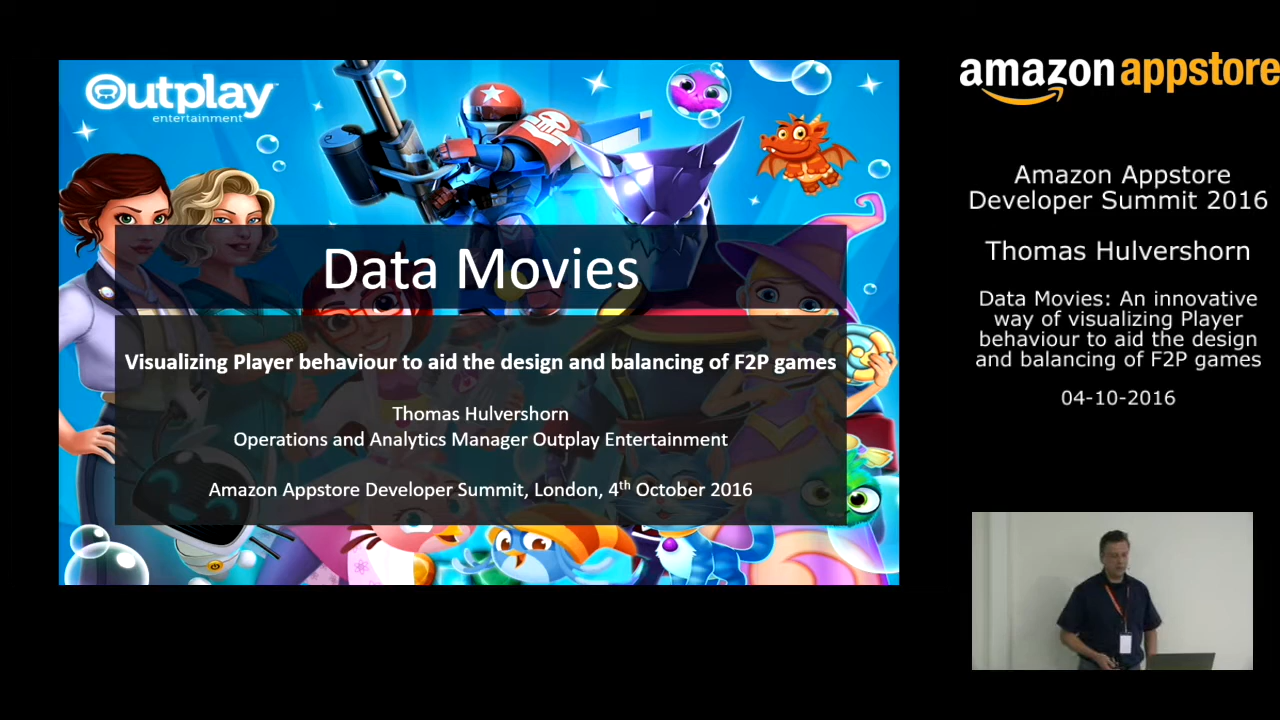 Outplay
entertainment
Data Movies
Visualizing Player behaviour to aid the design and balancing of F2P games
Thomas Hulvershorn
Operations and Analytics Manager Outplay Entertainment
Amazon Appstore Developer Summit, London, 4th October 2016
amazon appstore
Amazon Appstore
Developer Summit 2016
Thomas Hulvershorn
Data Movies: An innovative
way of visualizing Player
behaviour to aid the design
and balancing of F2P games
04-10-2016